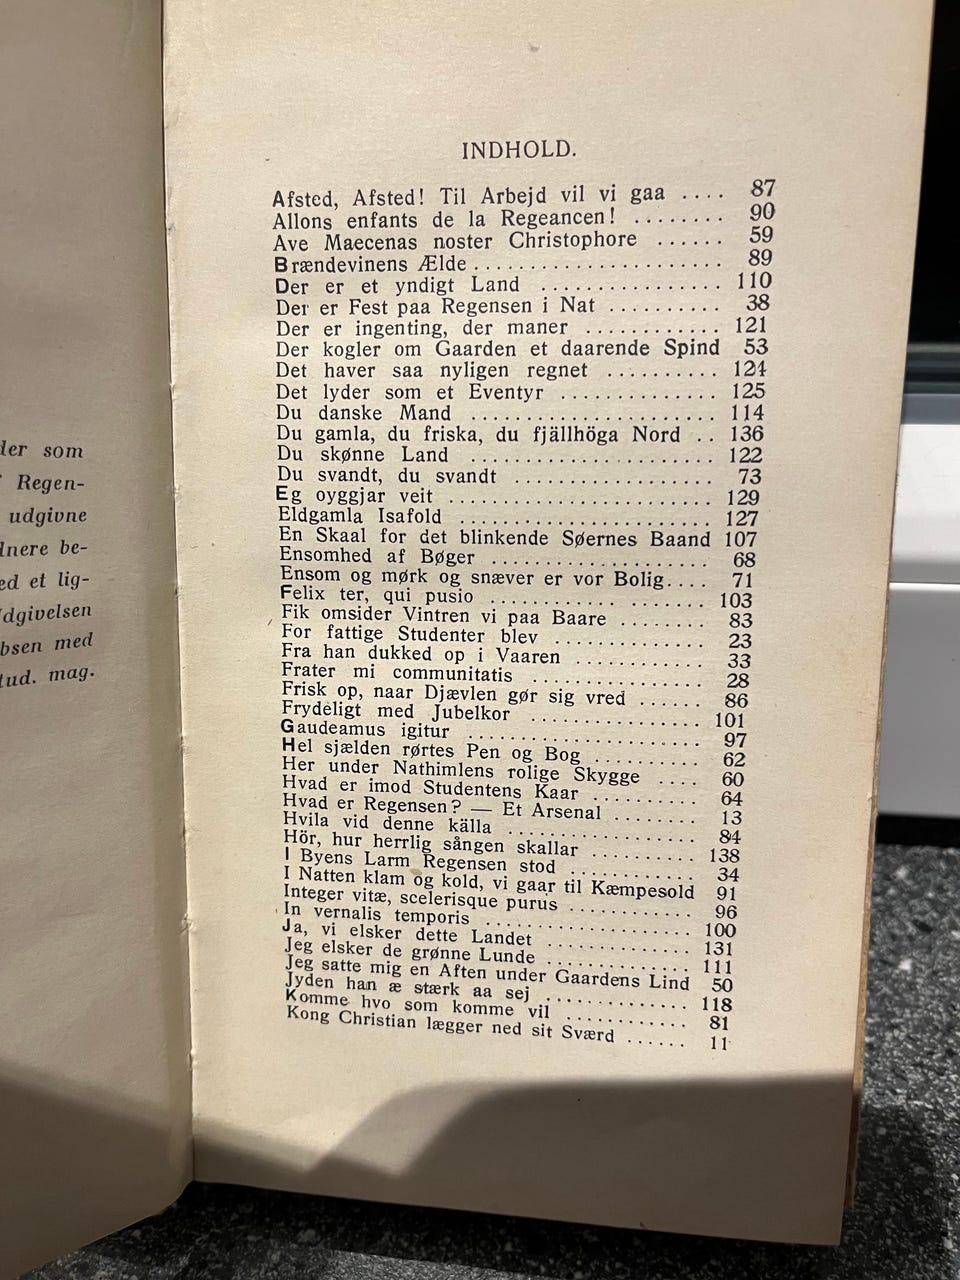 der som
Regen-
udgivne
dnere be-
ed et lig-
Udgivelsen
bsen med
tud. mag.
INDHOLD.
Afsted, Afsted! Til Arbejd vil vi gaa .... 87
Allons enfants de la Regeancen! ........ 90
Ave Maecenas noster Christophore ...... 59
Brændevinens Ælde ....................... 89
Der er et yndigt Land ................ 110
Der er Fest paa Regensen i Nat ......... 38
Der er ingenting, der maner ............ 121
Der kogler om Gaarden et daarende Spind 53
Det haver saa nyligen regnet .......... 124
Det lyder som et Eventyr .............. 125
Du danske Mand ...................... 114
Du gamla, du friska, du fjällhöga Nord .. 136
Du skønne Land ...................... 122
Du svandt, du svandt .................. 73
Eg oyggjar veit ........................ 129
Eldgamla Isafold ....................... 127
En Skaal for det blinkende Søernes Baand 107
Ensomhed af Bøger .................... 68
Ensom og mørk og snæver er vor Bolig.... 71
Felix ter, qui pusio .................... 103
Fik omsider Vintren vi paa Baare ........ 83
For fattige Studenter blev .............. 23
Fra han dukked op i Vaaren ............ 33
Frater mi communitatis ................ 28
Frisk op, naar Djævlen gør sig vred ...... 86
Frydeligt med Jubelkor ................ 101
Gaudeamus igitur ...................... 97
Hel sjælden rørtes Pen og Bog .......... 62
Her under Nathimlens rolige Skygge .... 60
Hvad er imod Studentens Kaar .......... 64
Hvad er Regensen? — Et Arsenal ........ 13
Hvila vid denne källa .................. 84
Hör, hur herrlig sången skallar .......... 138
I Byens Larm Regensen stod ............ 34
I Natten klam og kold, vi gaar til Kæmpesold 91
Integer vitæ, scelerisque purus ............ 96
In vernalis temporis .................... 100
Ja, vi elsker dette Landet .............. 131
Jeg elsker de grønne Lunde .............. 111
Jeg satte mig en Aften under Gaardens Lind 50
Jyden han æ stærk aa sej .............. 118
Komme hvo som komme vil ............ 81
Kong Christian lægger ned sit Sværd ...... 11